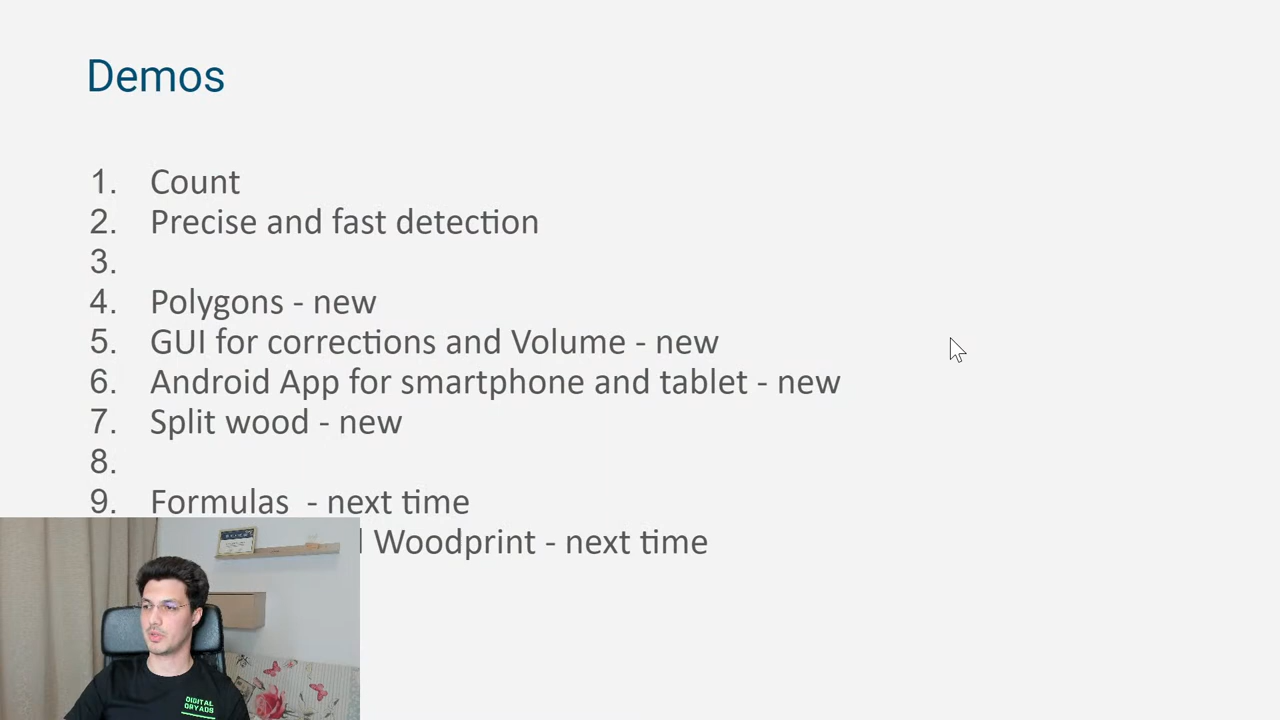 Demos
1. Count
2. Precise and fast detection
3.
4. Polygons - new
5. GUI for corrections and Volume - new
6. Android App for smartphone and tablet - new
7. Split wood - new
8.
9. Formulas - next time
Woodprint - next time
DIGITAL
DRYADS